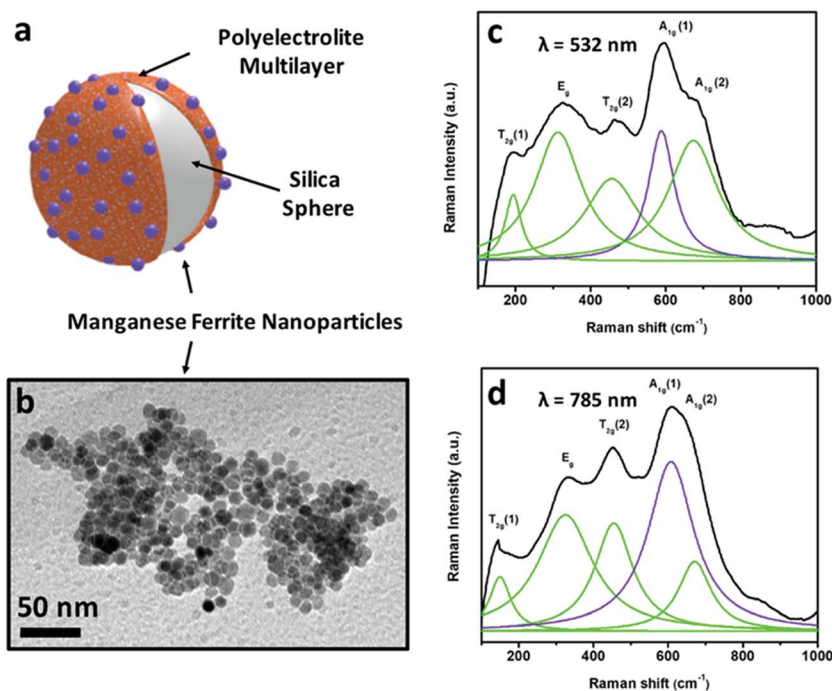 a
Polyelectrolite
Multilayer
Silica
Sphere
Manganese Ferrite Nanoparticles
b
50 nm
c
λ = 532 nm
T2g(1)
Eg
T2g(2)
A1g(1)
A1g(2)
Raman Intensity (a.u.)
200 400 600 800 1000
Raman shift (cm-1)
d
λ = 785 nm
T2g(1)
Eg
T2g(2)
A1g(1)
A1g(2)
Raman Intensity (a.u.)
200 400 600 800 1000
Raman shift (cm-1)